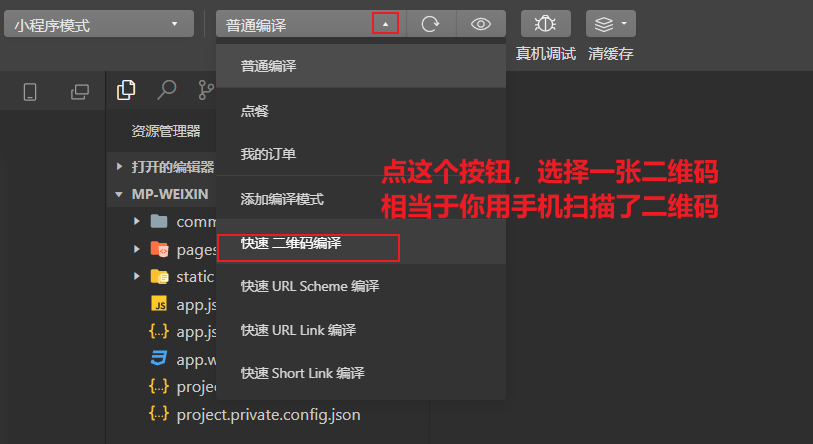 小程序模式
普通编译
真机调试
清缓存
普通编译
点餐
我的订单
添加编译模式
快速 二维码编译
快速 URL Scheme 编译
快速 URL Link 编译
快速 Short Link 编译
点这个按钮，选择一张二维码
相当于你用手机扫描了二维码
资源管理器
打开的编辑器
MP-WEIXIN
comm
pages
static
JS
app.js
{..}
app.js
app.w
{..}
projec
{..}
project.private.config.json